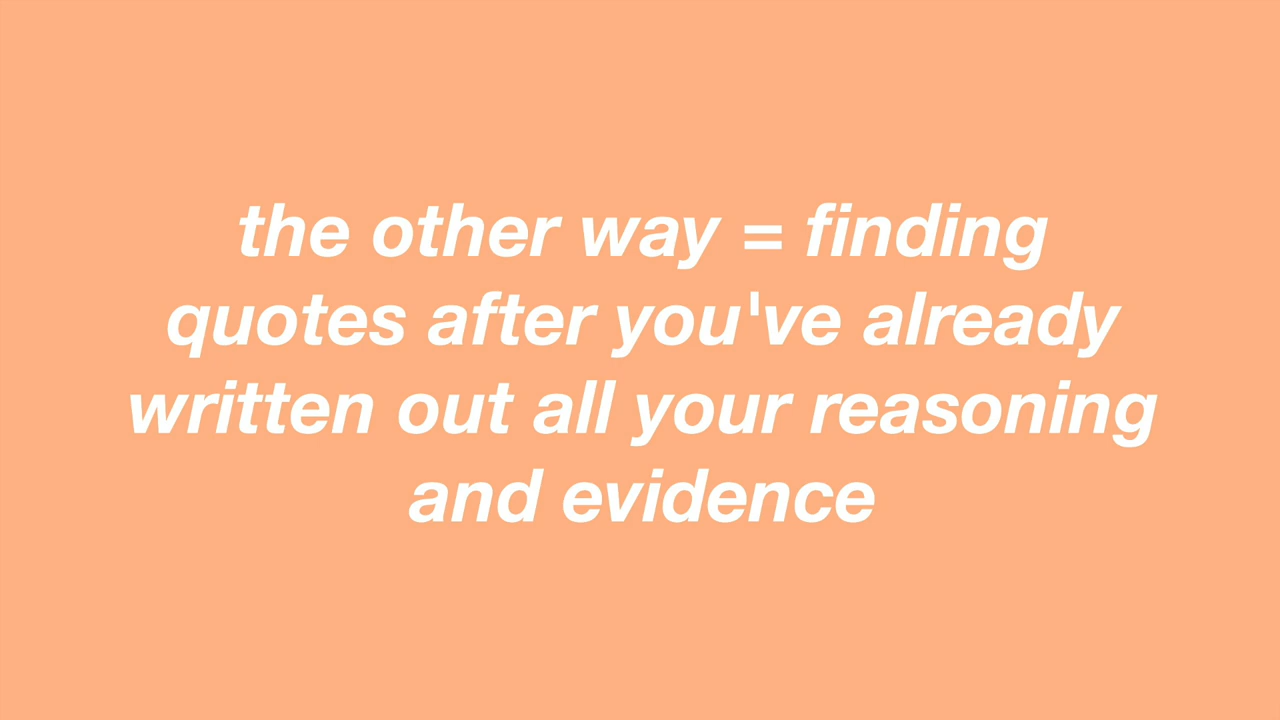 the other way = finding
quotes after you've already
written out all your reasoning
and evidence